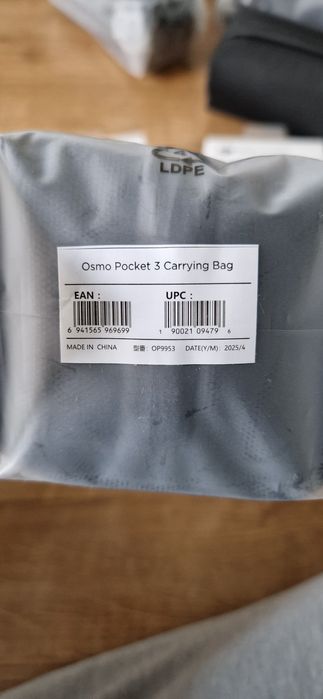 LDPE
Osmo Pocket 3 Carrying Bag
EAN : UPC :
6 941565 969699 1 90021 09479 6
MADE IN CHINA 型番: OP9953 DATE(Y/M): 2025/4